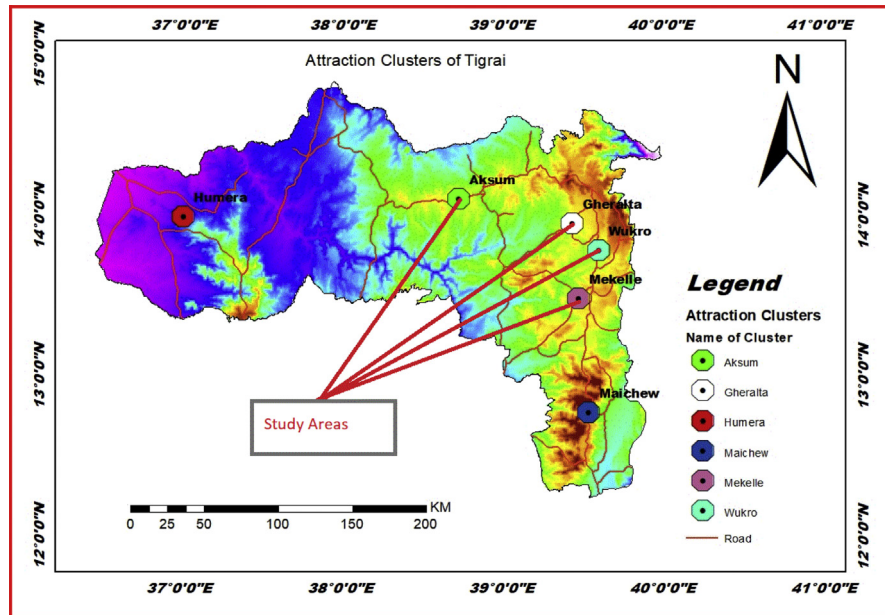 37°0'0"E 38°0'0"E 39°0'0"E 40°0'0"E 41°0'0"E
Attraction Clusters of Tigrai
N
15°0'0"N
15°0'0"N
14°0'0"N
14°0'0"N
13°0'0"N
13°0'0"N
12°0'0"N
12°0'0"N
Humera
Aksum
Gheralta
Wukro
Mekelle
Maichew
Study Areas
Legend
Attraction Clusters
Name of Cluster
Aksum
Gheralta
Humera
Maichew
Mekelle
Wukro
Road
KM
0 25 50 100 150 200
37°0'0"E 38°0'0"E 39°0'0"E 40°0'0"E 41°0'0"E